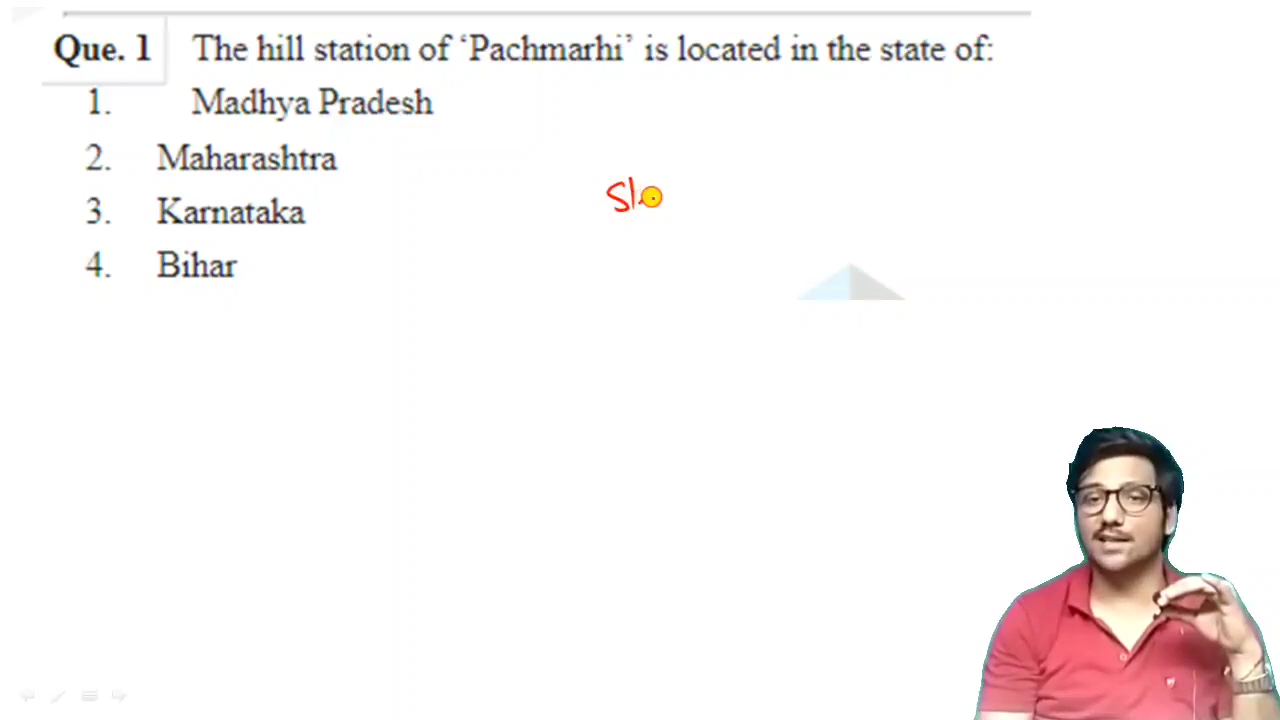 Que. 1 The hill station of ‘Pachmarhi’ is located in the state of:
1. Madhya Pradesh
2. Maharashtra
3. Karnataka
4. Bihar